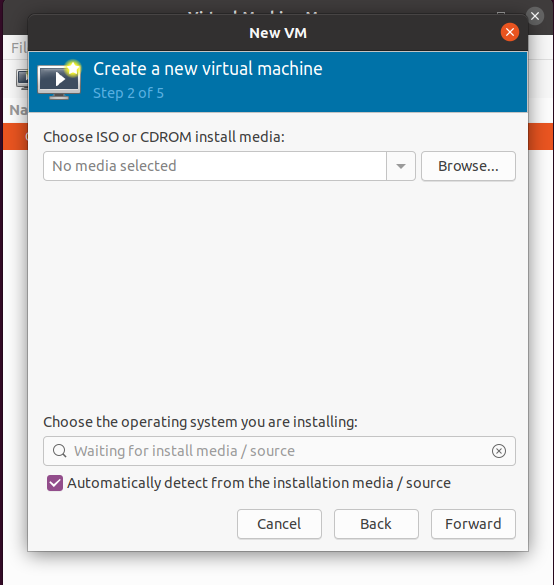 New VM
Create a new virtual machine
Step 2 of 5
Choose ISO or CDROM install media:
No media selected
Browse...
Choose the operating system you are installing:
Waiting for install media / source
Automatically detect from the installation media / source
Cancel Back Forward